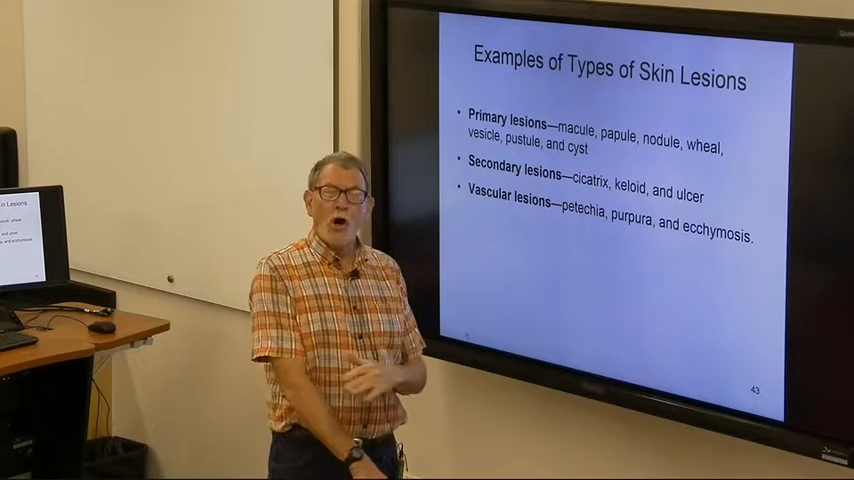 Examples of Types of Skin Lesions
• Primary lesions—macule, papule, nodule, wheal,
vesicle, pustule, and cyst
• Secondary lesions—cicatrix, keloid, and ulcer
• Vascular lesions—petechia, purpura, and ecchymosis.
43